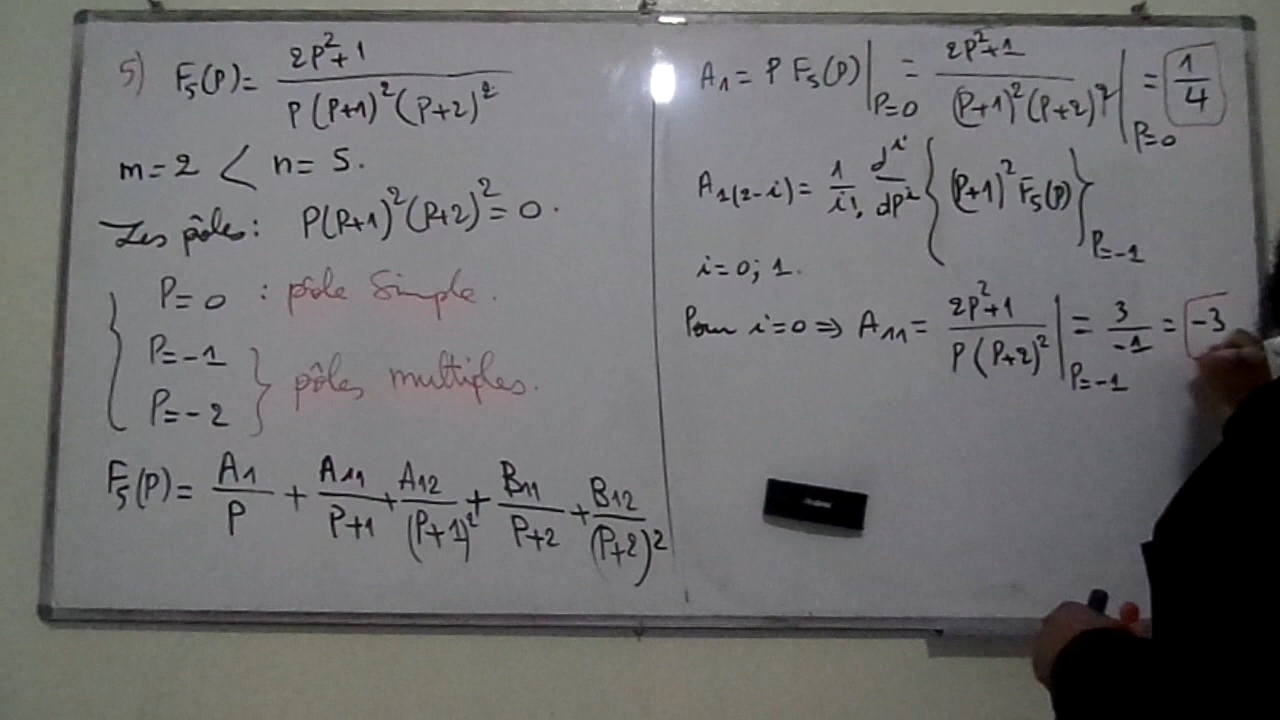 5) F₅(P) = (2P²+1) / (P(P+1)²(P+2)²)
m = 2 < n = 5.
Les pôles : P(P+1)²(P+2)² = 0.
{ P = 0 : pôle simple.
P = -1
P = -2 } pôles multiples.
F₅(P) = A₁/P + A₁₁/(P+1) + A₁₂/(P+1)² + B₁₁/(P+2) + B₁₂/(P+2)²
A₁ = P F₅(P)|P=0 = (2P²+1) / ((P+1)²(P+2)²)|P=0 = 1/4
A₁(2-i) = 1/i! dⁱ/dPⁱ { (P+1)² F₅(P) }P=-1
i = 0; 1.
Pour i=0 ⇒ A₁₁ = (2P²+1) / (P(P+2)²)|P=-1 = 3/-1 = -3